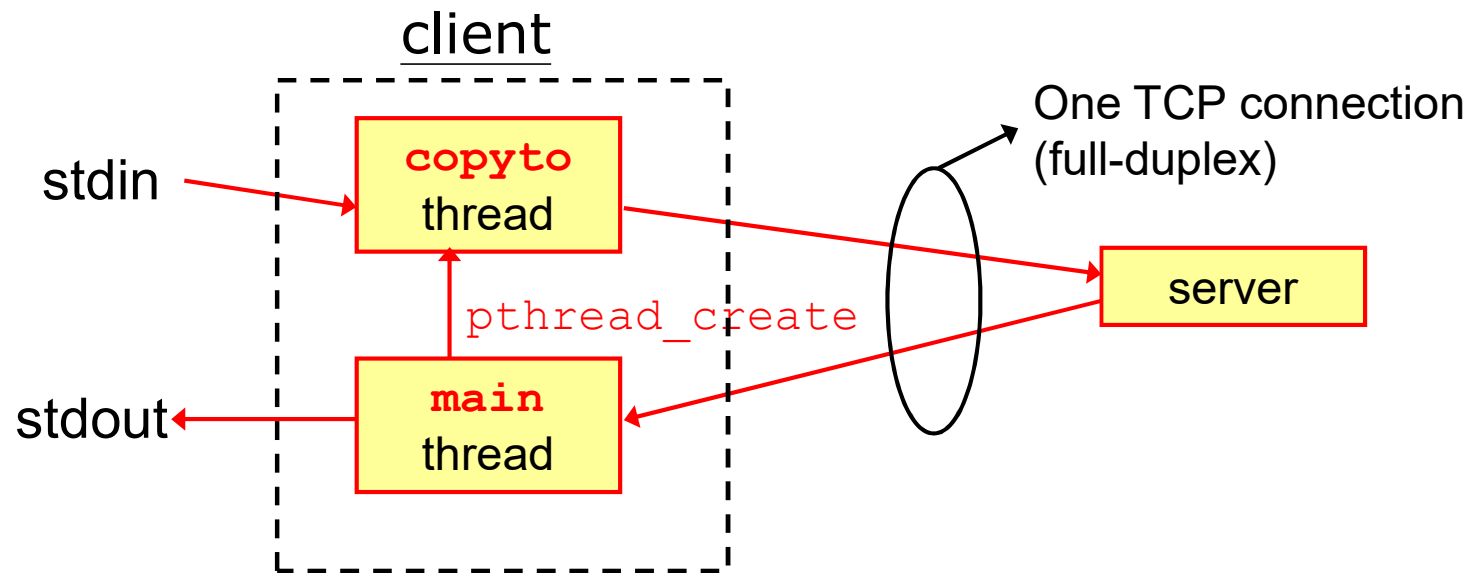 client
One TCP connection
(full-duplex)
stdin
copyto
thread
server
pthread_create
stdout
main
thread